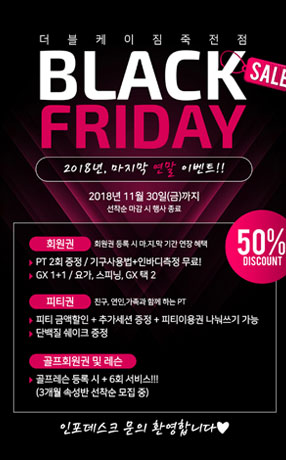 더블케이짐죽전점
BLACK
SALE
FRIDAY
2018년, 마지막 연말 이벤트!!
2018년 11월 30일(금)까지
선착순 마감 시 행사 종료
50%
DISCOUNT
회원권 회원권 등록 시 마.지.막 기간 연장 혜택
PT 2회 증정 / 기구사용법+인바디측정 무료!
GX 1+1 / 요가, 스피닝, GX 택 2
피티권 친구, 연인,가족과 함께 하는 PT
피티 금액할인 + 추가세션 증정 + 피티이용권 나눠쓰기 가능
단백질 쉐이크 증정
골프회원권 및 레슨
골프레슨 등록 시 + 6회 서비스!!!
(3개월 속성반 선착순 모집 중)
인포데스크 문의 환영합니다♥